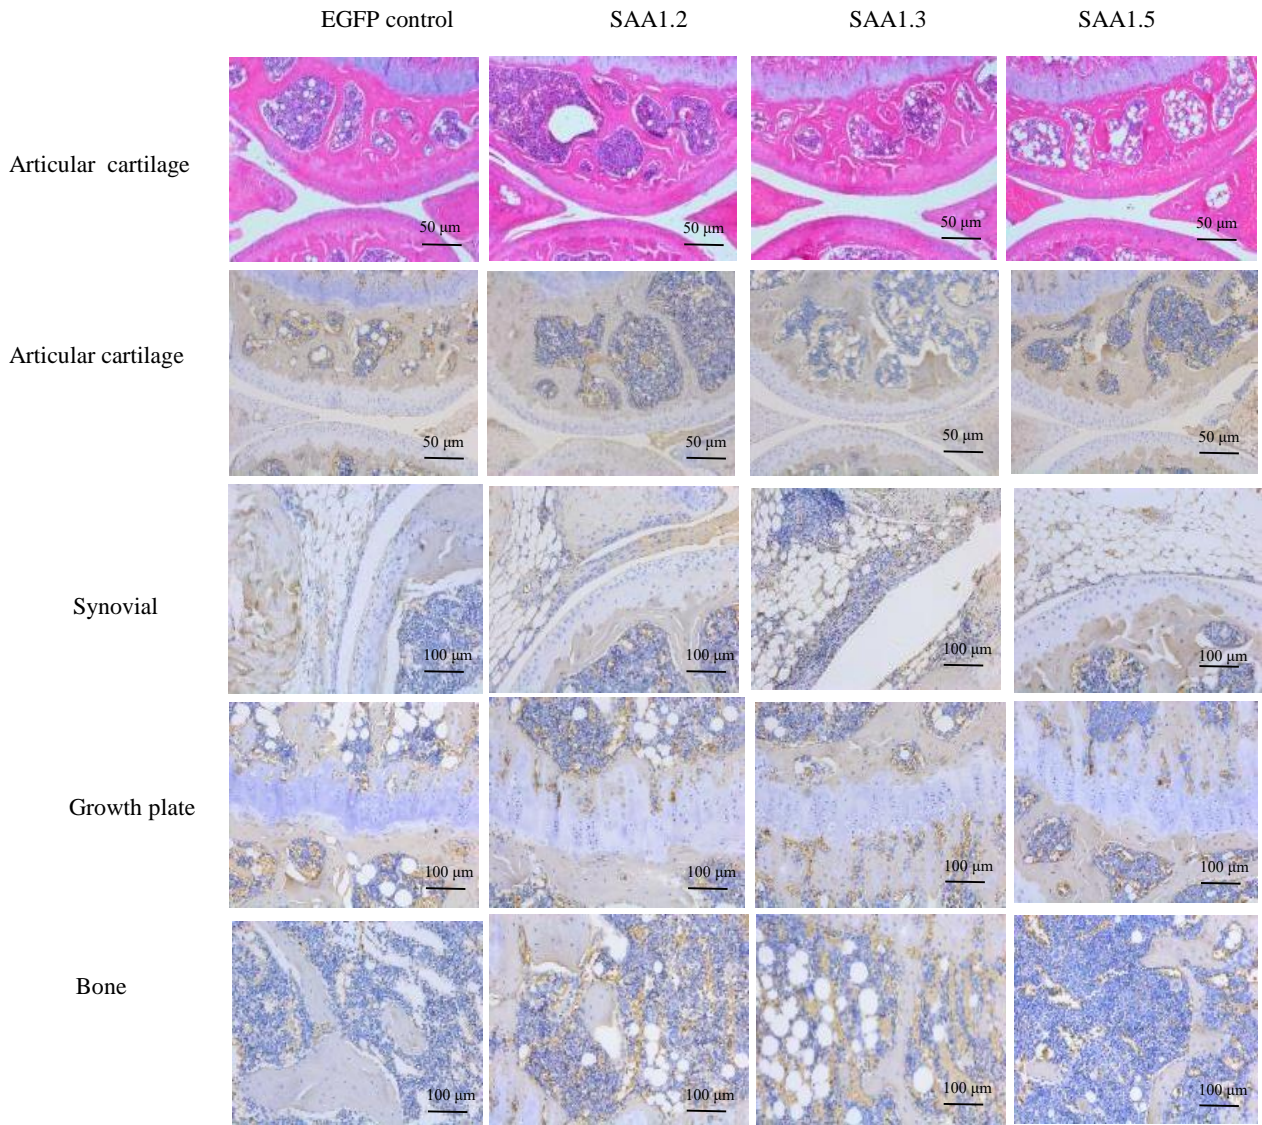 EGFP control SAA1.2 SAA1.3 SAA1.5
Articular cartilage
50 μm 50 μm 50 μm 50 μm
Articular cartilage
50 μm 50 μm 50 μm 50 μm
Synovial
100 μm 100 μm 100 μm 100 μm
Growth plate
100 μm 100 μm 100 μm 100 μm
Bone
100 μm 100 μm 100 μm 100 μm